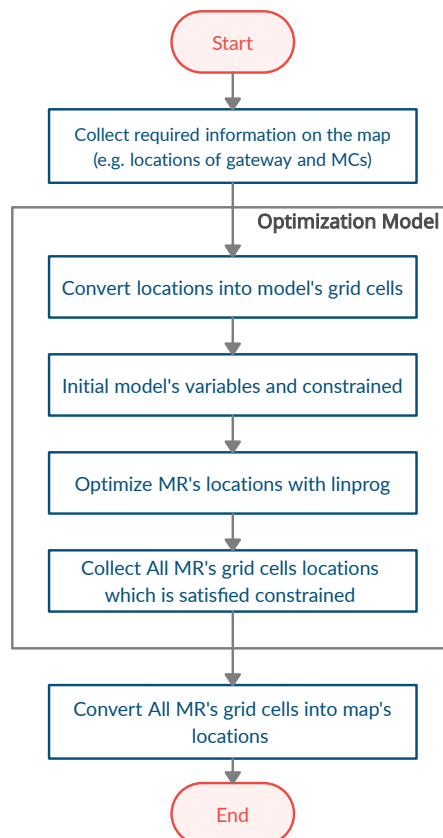 Start
Collect required information on the map
(e.g. locations of gateway and MCs)
Optimization Model
Convert locations into model's grid cells
Initial model's variables and constrained
Optimize MR's locations with linprog
Collect All MR's grid cells locations
which is satisfied constrained
Convert All MR's grid cells into map's
locations
End